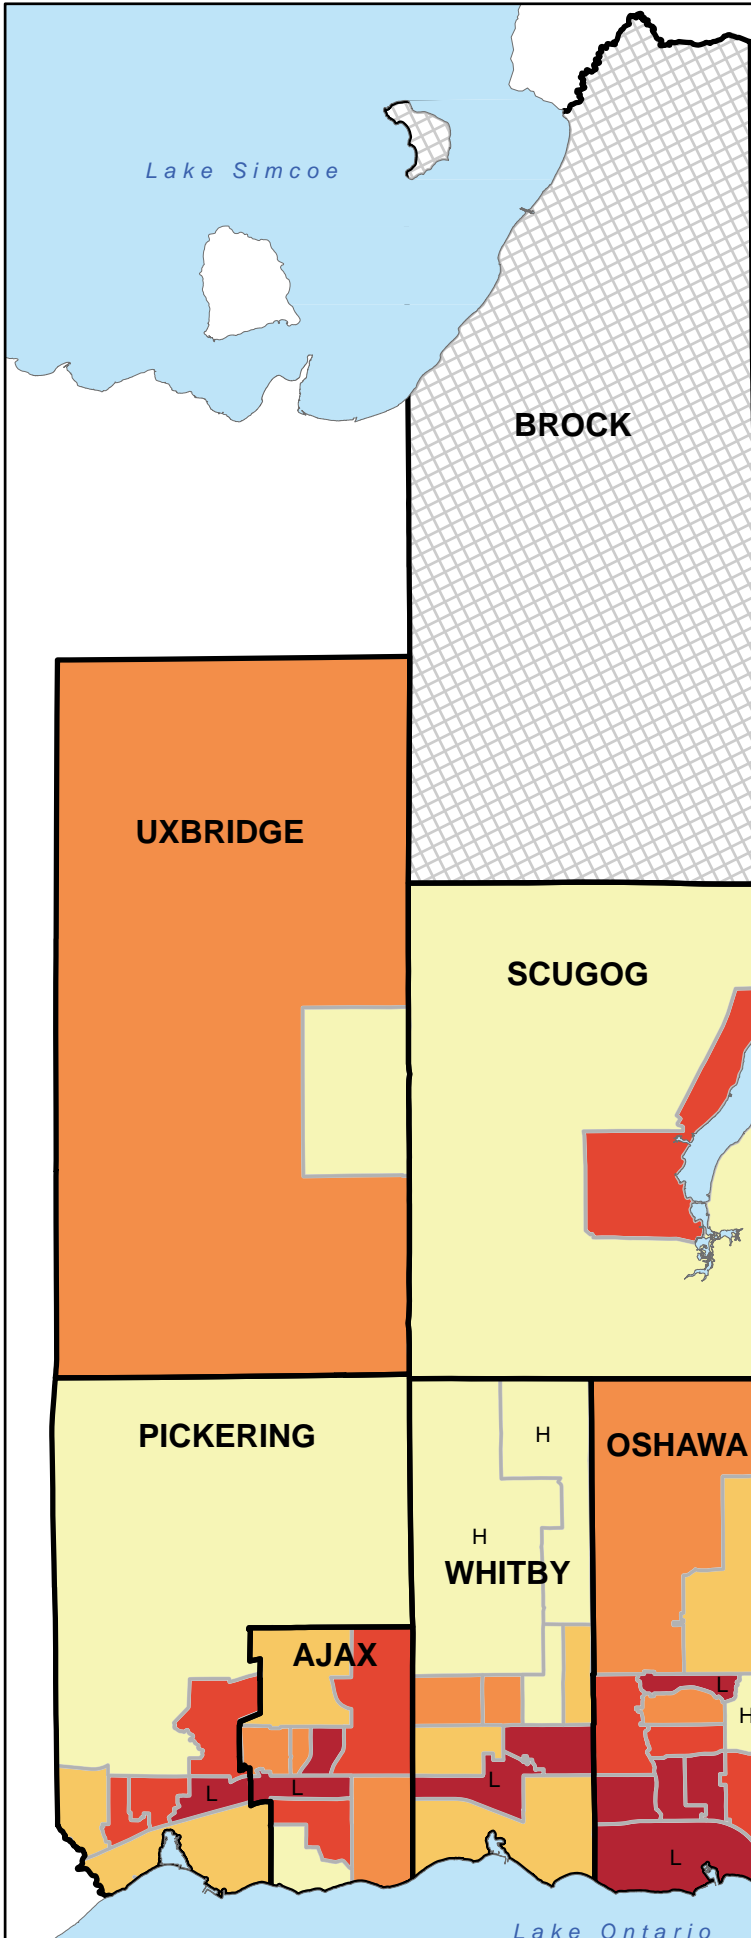 Lake Simcoe
BROCK
UXBRIDGE
SCUGOG
PICKERING
H
OSHAWA
H
WHITBY
AJAX
L
H
L
L
L
L
Lake Ontario